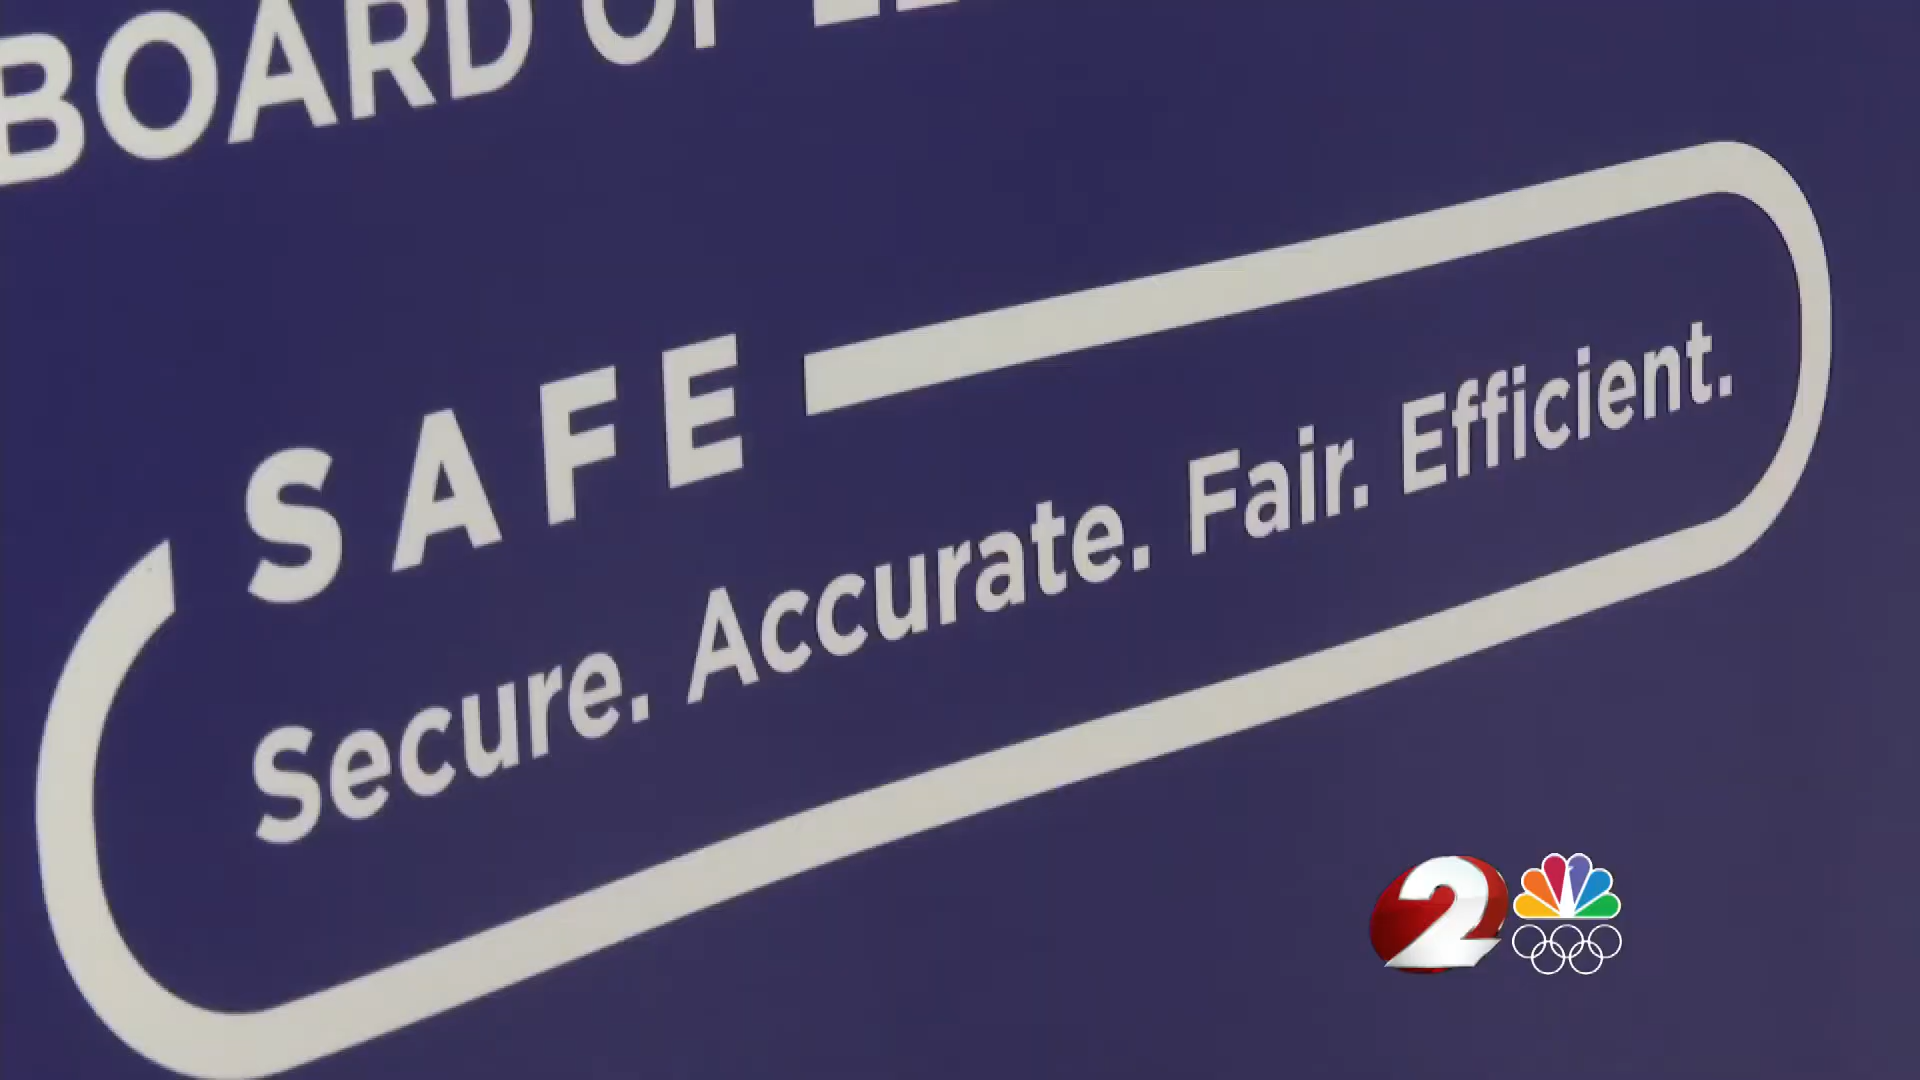 BOARD OF
SAFE
Secure. Accurate. Fair. Efficient.
2